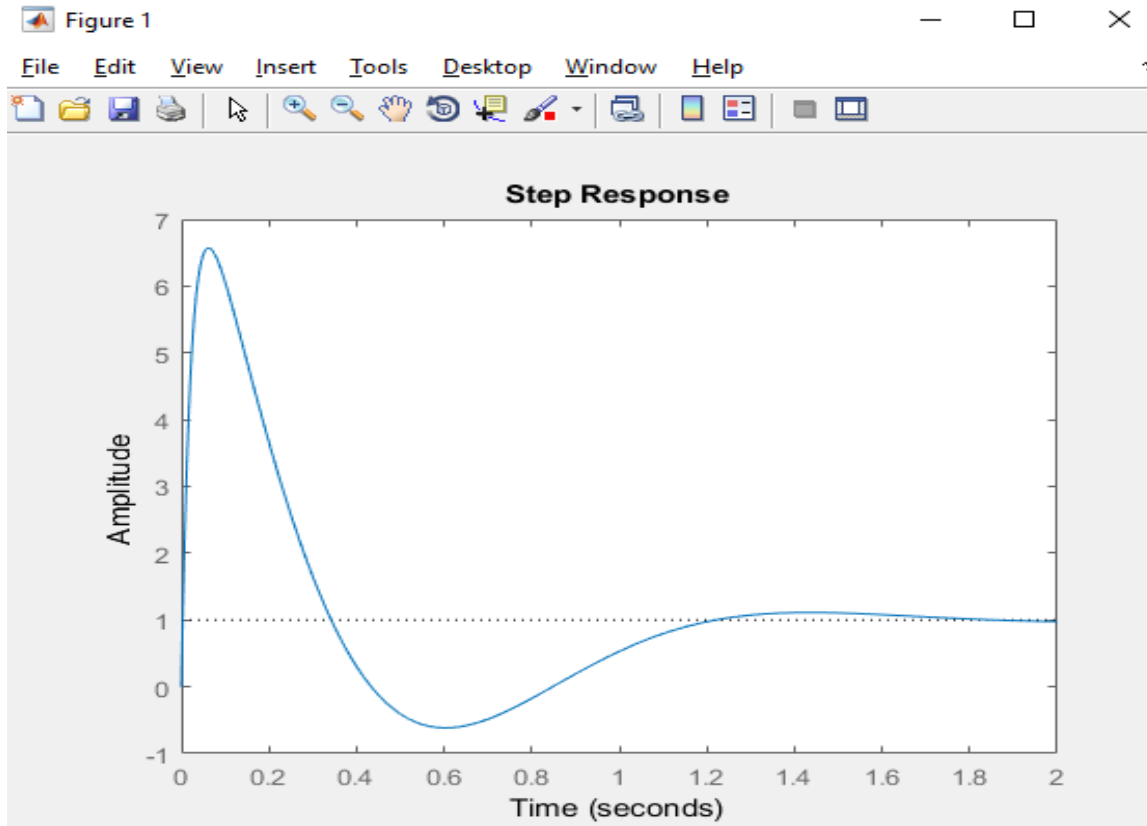 Figure 1
File Edit View Insert Tools Desktop Window Help
Step Response
7
6
5
4
3
2
1
0
-1
Amplitude
0 0.2 0.4 0.6 0.8 1 1.2 1.4 1.6 1.8 2
Time (seconds)